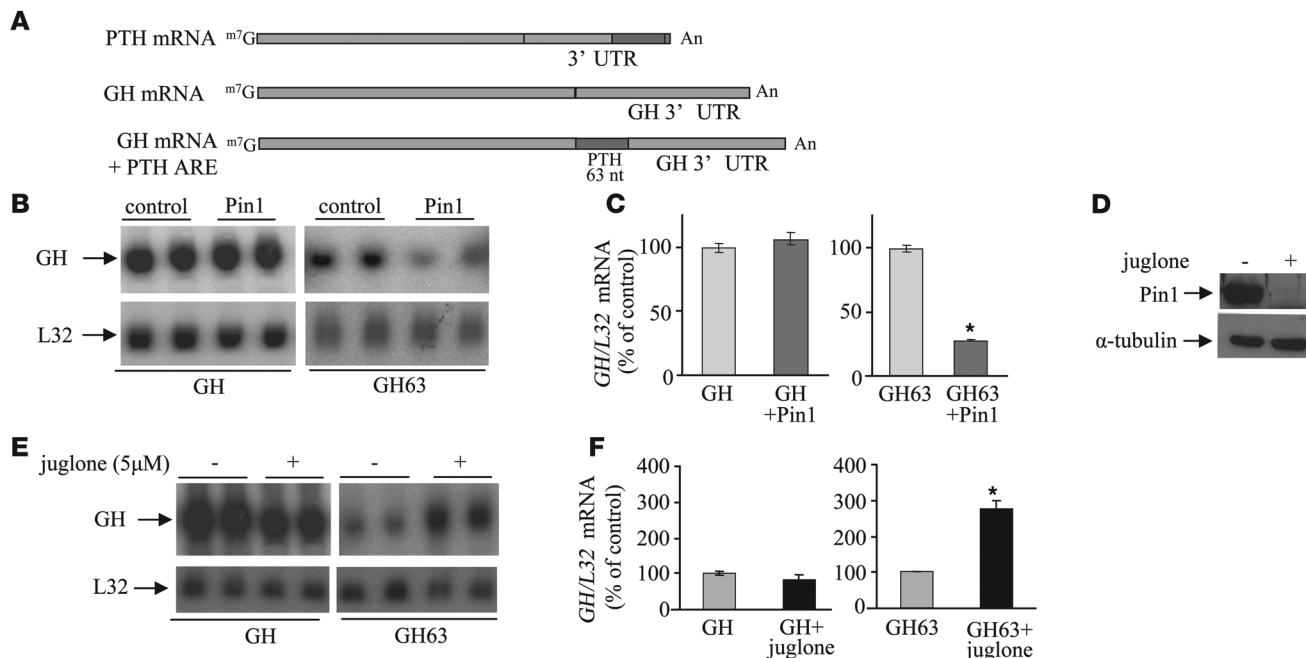 A
PTH mRNA m7G An
3' UTR
GH mRNA m7G An
GH 3' UTR
GH mRNA m7G An
+ PTH ARE
PTH
63 nt
GH 3' UTR
B
control Pin1 control Pin1
GH
L32
GH GH63
C
GH/L32 mRNA
(% of control)
100
50
0
GH GH
+Pin1
100
50
0
*
GH63 GH63
+Pin1
D
juglone - +
Pin1
α-tubulin
E
juglone (5μM) - + - +
GH
L32
GH GH63
F
GH/L32 mRNA
(% of control)
400
300
200
100
0
GH GH+
juglone
400
300
200
100
0
*
GH63 GH63+
juglone